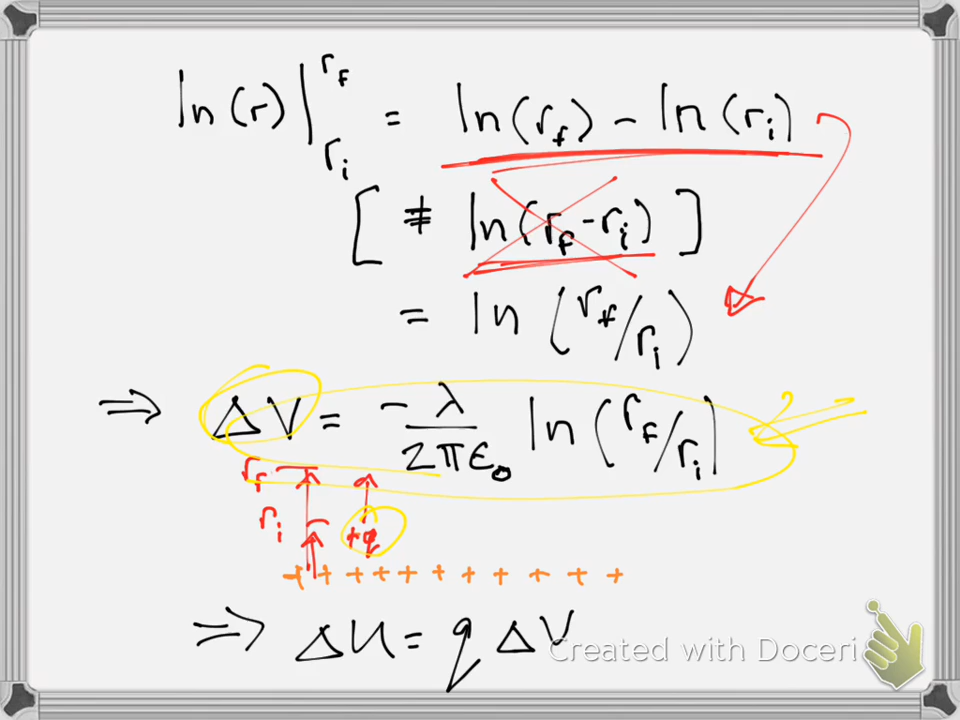 ln(r)|_{r_i}^{r_f} = ln(r_f) - ln(r_i)
[ ≠ ln(r_f - r_i) ]
= ln(r_f/r_i)
⇒ ΔV = -λ/2πϵ₀ ln(r_f/r_i)
r_f
r_i +q
+ + + + + + + + + + +
⇒ ΔU = q ΔV
Created with Doceri